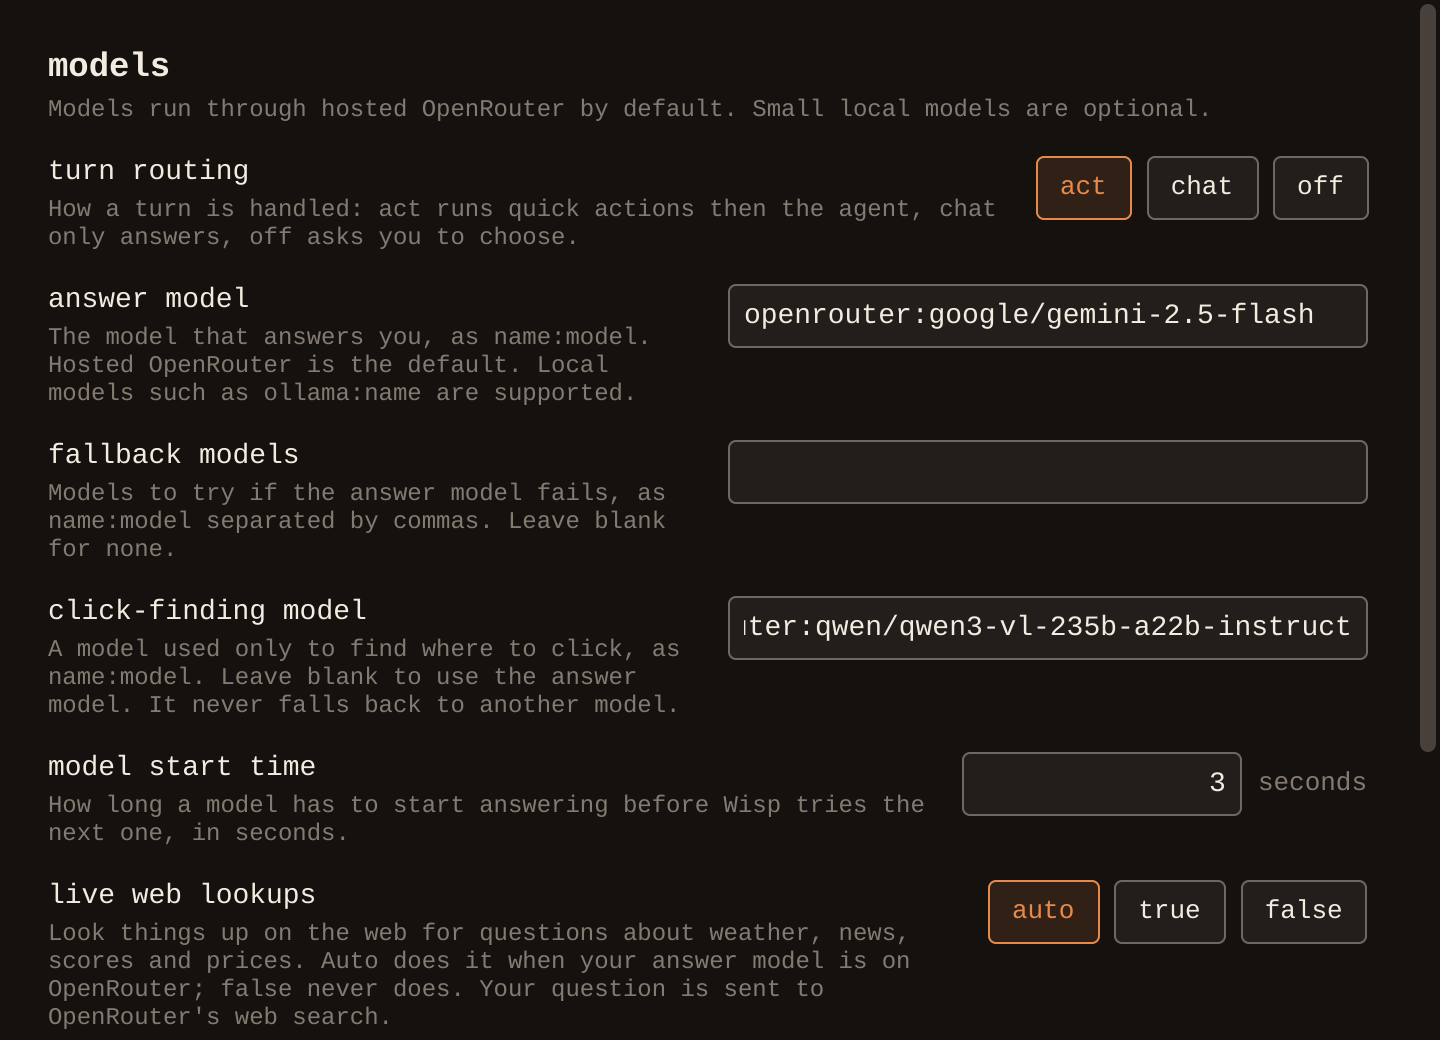 models
Models run through hosted OpenRouter by default. Small local models are optional.
turn routing
How a turn is handled: act runs quick actions then the agent, chat
only answers, off asks you to choose.
act
chat
off
answer model
The model that answers you, as name:model.
Hosted OpenRouter is the default. Local
models such as ollama:name are supported.
openrouter:google/gemini-2.5-flash
fallback models
Models to try if the answer model fails, as
name:model separated by commas. Leave blank
for none.
click-finding model
A model used only to find where to click, as
name:model. Leave blank to use the answer
model. It never falls back to another model.
ter:qwen/qwen3-vl-235b-a22b-instruct
model start time
How long a model has to start answering before Wisp tries the
next one, in seconds.
3 seconds
live web lookups
Look things up on the web for questions about weather, news,
scores and prices. Auto does it when your answer model is on
OpenRouter; false never does. Your question is sent to
OpenRouter's web search.
auto
true
false